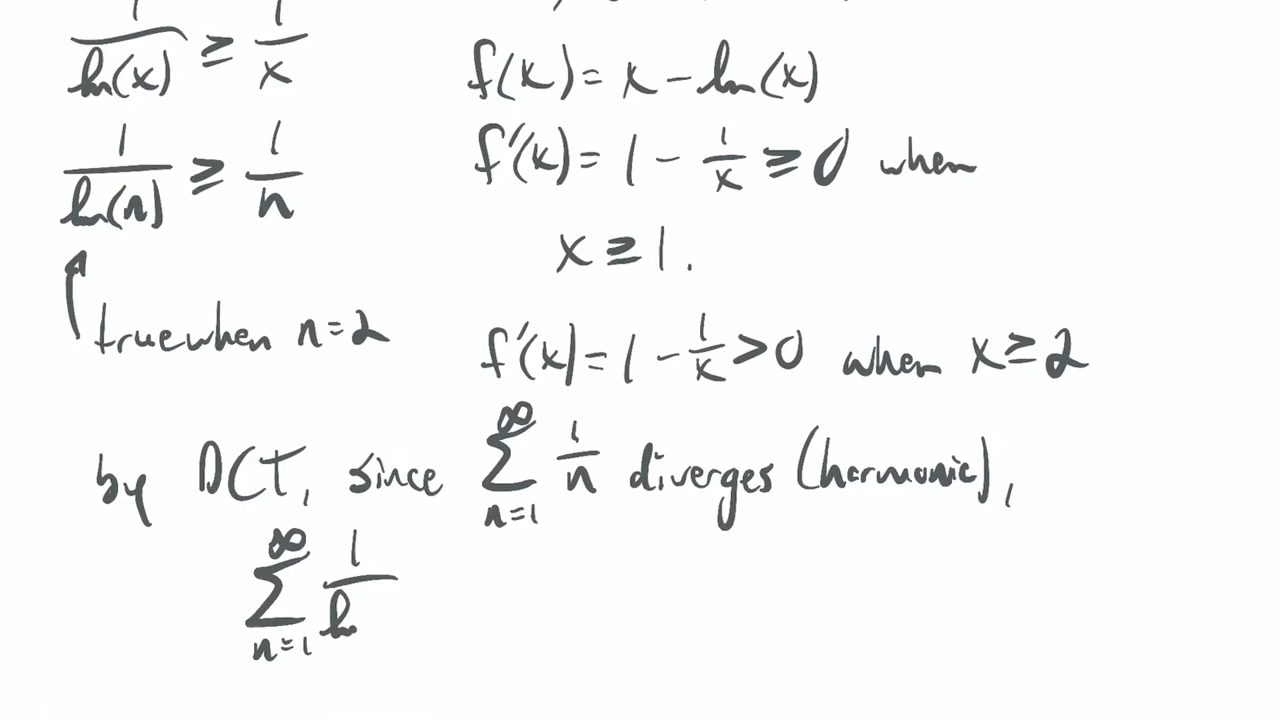 1/ln(x) ≥ 1/x
f(x) = x - ln(x)
1/ln(n) ≥ 1/n
f'(x) = 1 - 1/x ≥ 0 when
x ≥ 1.
true when n=2
f'(x) = 1 - 1/x > 0 when x ≥ 2
by DCT, since ∑_{n=1}^{∞} 1/n diverges (harmonic),
∑_{n=1}^{∞} 1/ln